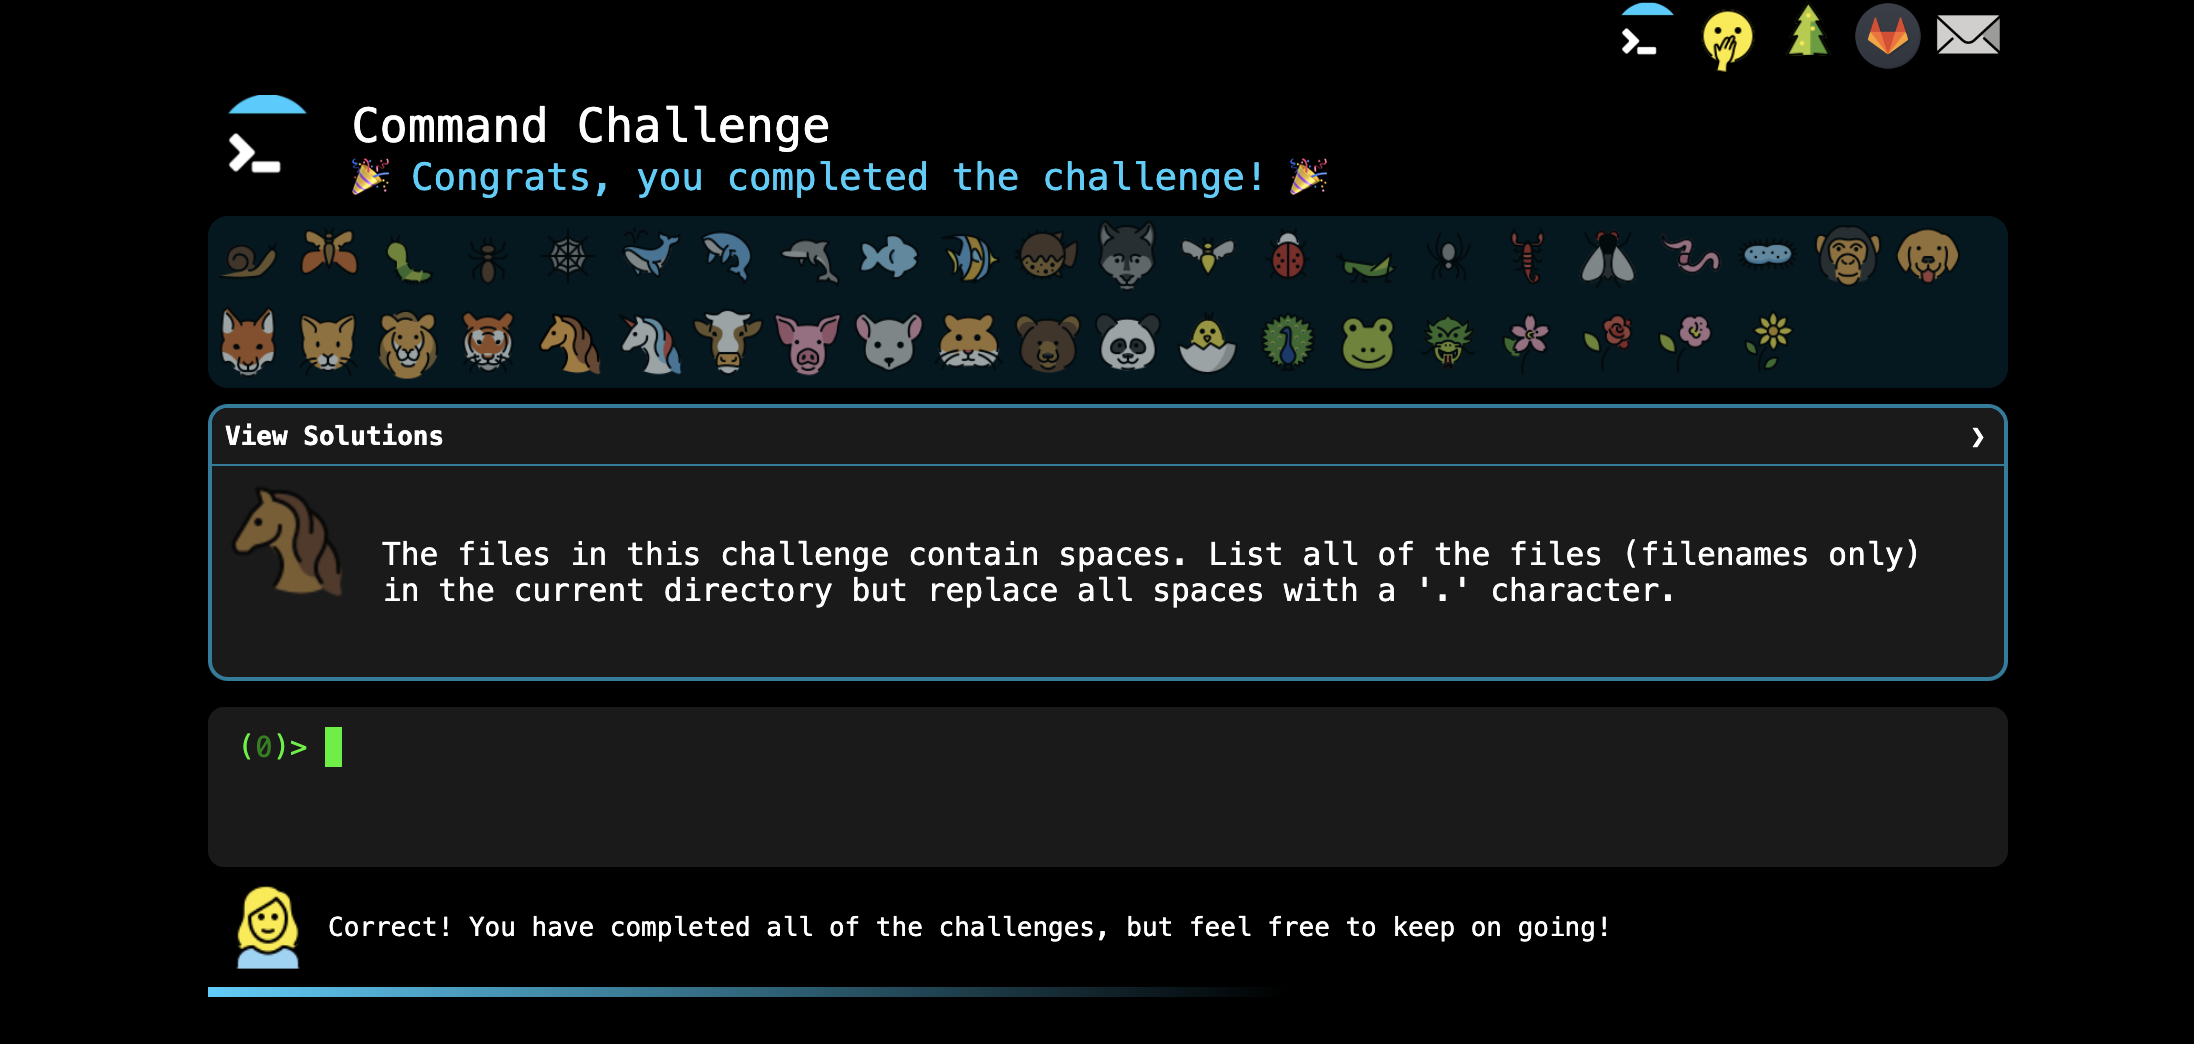 Command Challenge
Congrats, you completed the challenge!
View Solutions
The files in this challenge contain spaces. List all of the files (filenames only)
in the current directory but replace all spaces with a '.' character.
(0)>
Correct! You have completed all of the challenges, but feel free to keep on going!